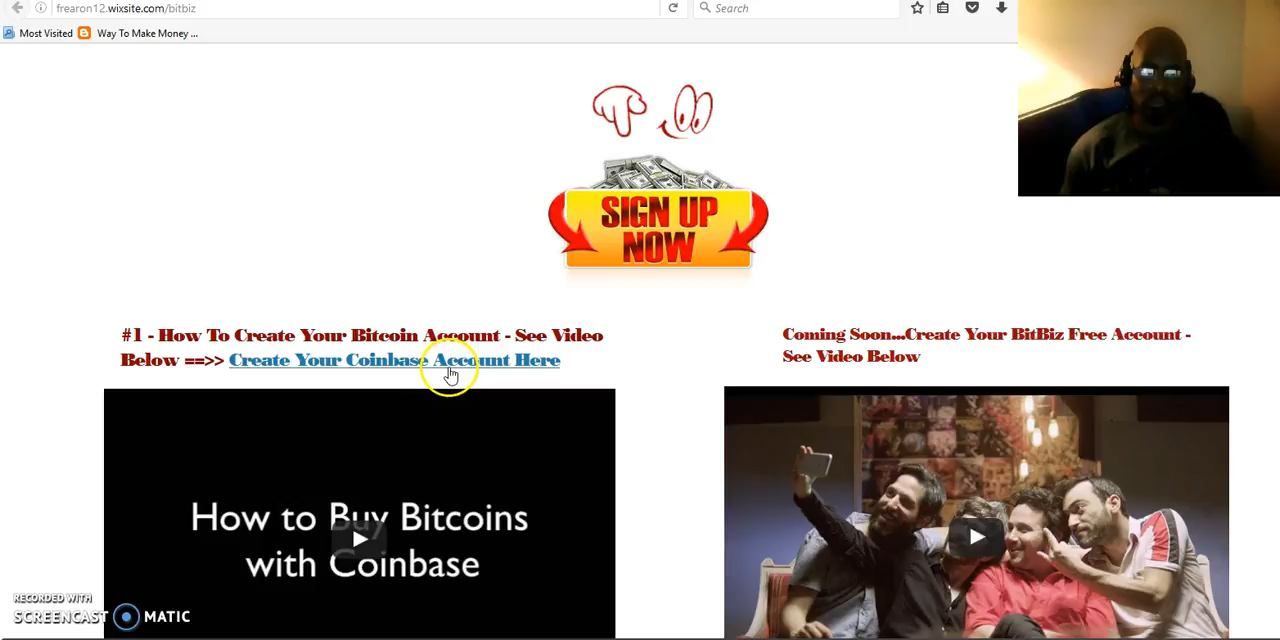 frearon12.wixsite.com/bitbiz
Search
Most Visited
Way To Make Money ...
SIGN UP
NOW
#1 - How To Create Your Bitcoin Account - See Video
Below ==>> Create Your Coinbase Account Here
Coming Soon...Create Your BitBiz Free Account -
See Video Below
How to Buy Bitcoins
with Coinbase
RECORDED WITH
SCREENCAST MATIC